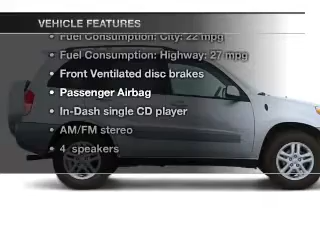 VEHICLE FEATURES
• Fuel Consumption: City: 22 mpg
• Fuel Consumption: Highway: 27 mpg
• Front Ventilated disc brakes
• Passenger Airbag
• In-Dash single CD player
• AM/FM stereo
• 4 speakers